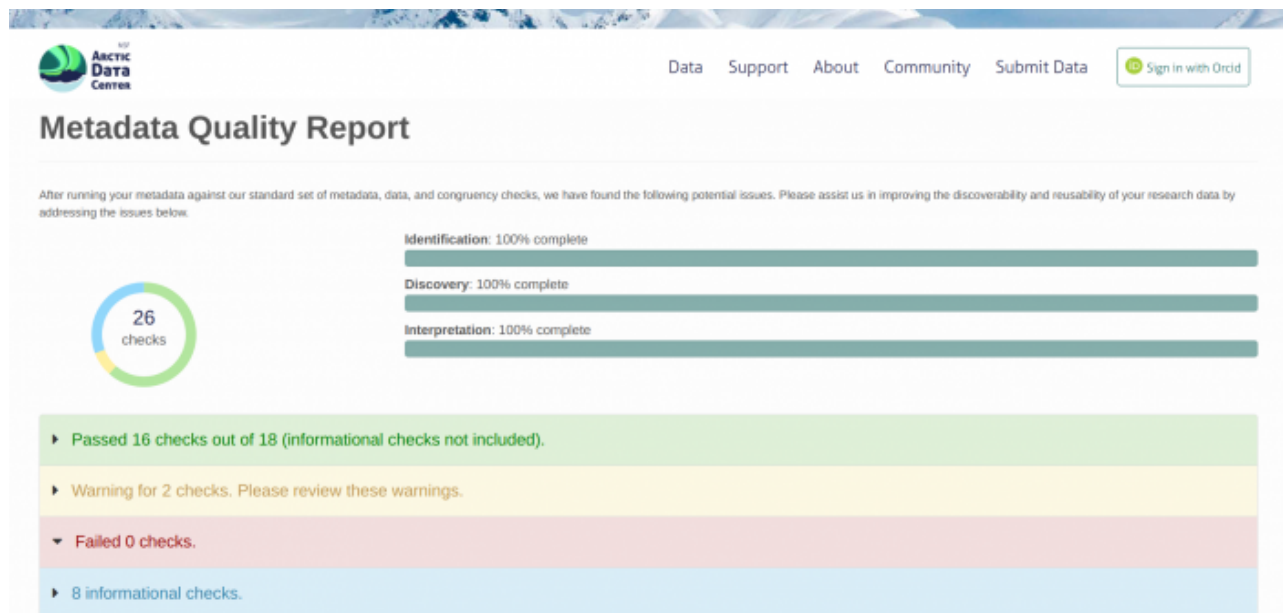 NSF
ARCTIC
DATA
CENTER
Data Support About Community Submit Data iD Sign in with Orcid
Metadata Quality Report
After running your metadata against our standard set of metadata, data, and congruency checks, we have found the following potential issues. Please assist us in improving the discoverability and reusability of your research data by
addressing the issues below.
Identification: 100% complete
Discovery: 100% complete
Interpretation: 100% complete
26
checks
Passed 16 checks out of 18 (informational checks not included).
Warning for 2 checks. Please review these warnings.
Failed 0 checks.
8 informational checks.